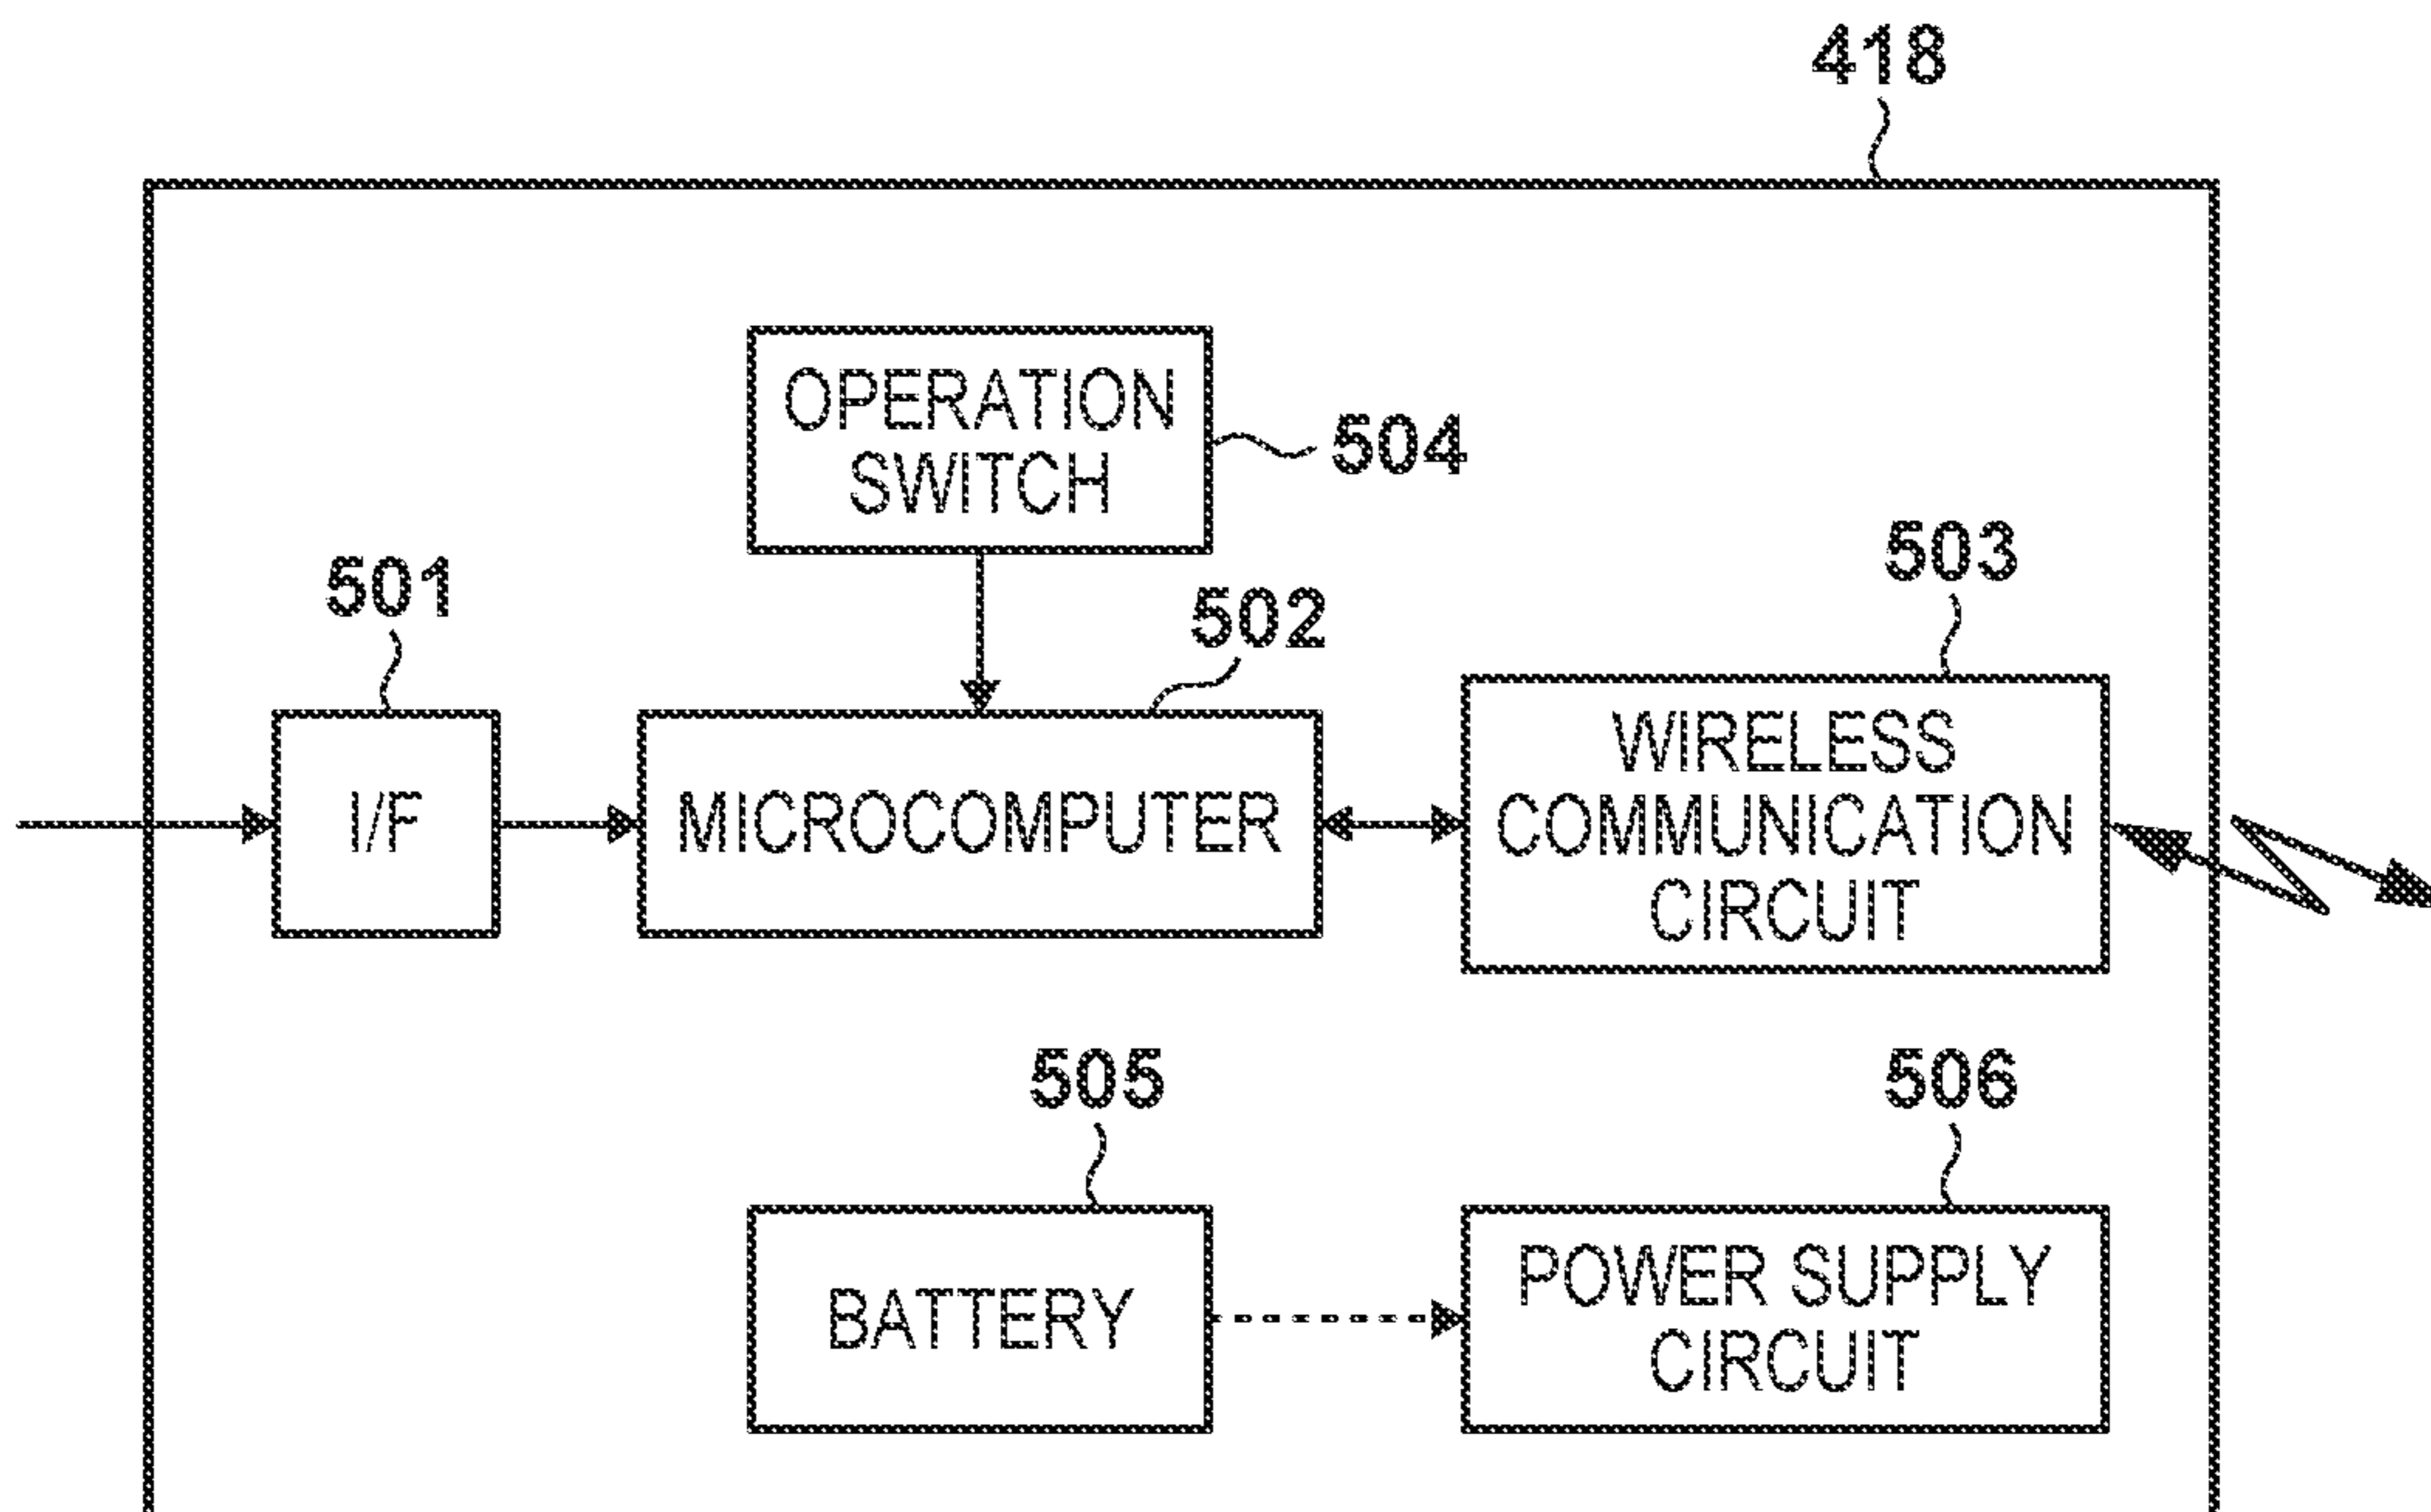 418
OPERATION
SWITCH
504
503
501
502
I/F
MICROCOMPUTER
WIRELESS
COMMUNICATION
CIRCUIT
505
506
BATTERY
POWER SUPPLY
CIRCUIT